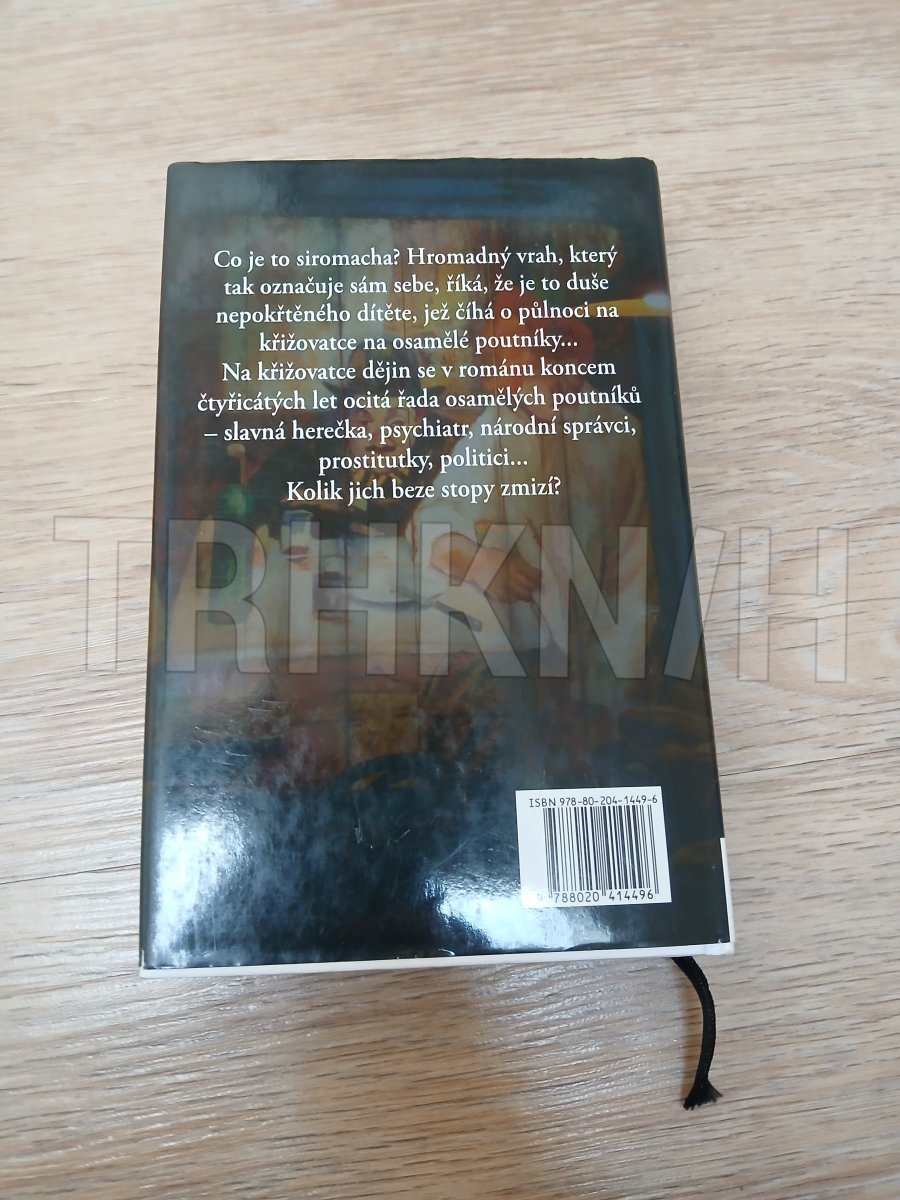 Co je to siromacha? Hromadný vrah, který
tak označuje sám sebe, říká, že je to duše
nepokřtěného dítěte, jež číhá o půlnoci na
křižovatce na osamělé poutníky...
Na křižovatce dějin se v románu koncem
čtyřicátých let ocitá řada osamělých poutníků
– slavná herečka, psychiatr, národní správci,
prostitutky, politici...
Kolik jich beze stopy zmizí?
TRHKNIH
ISBN 978-80-204-1449-6
9 788020 414496